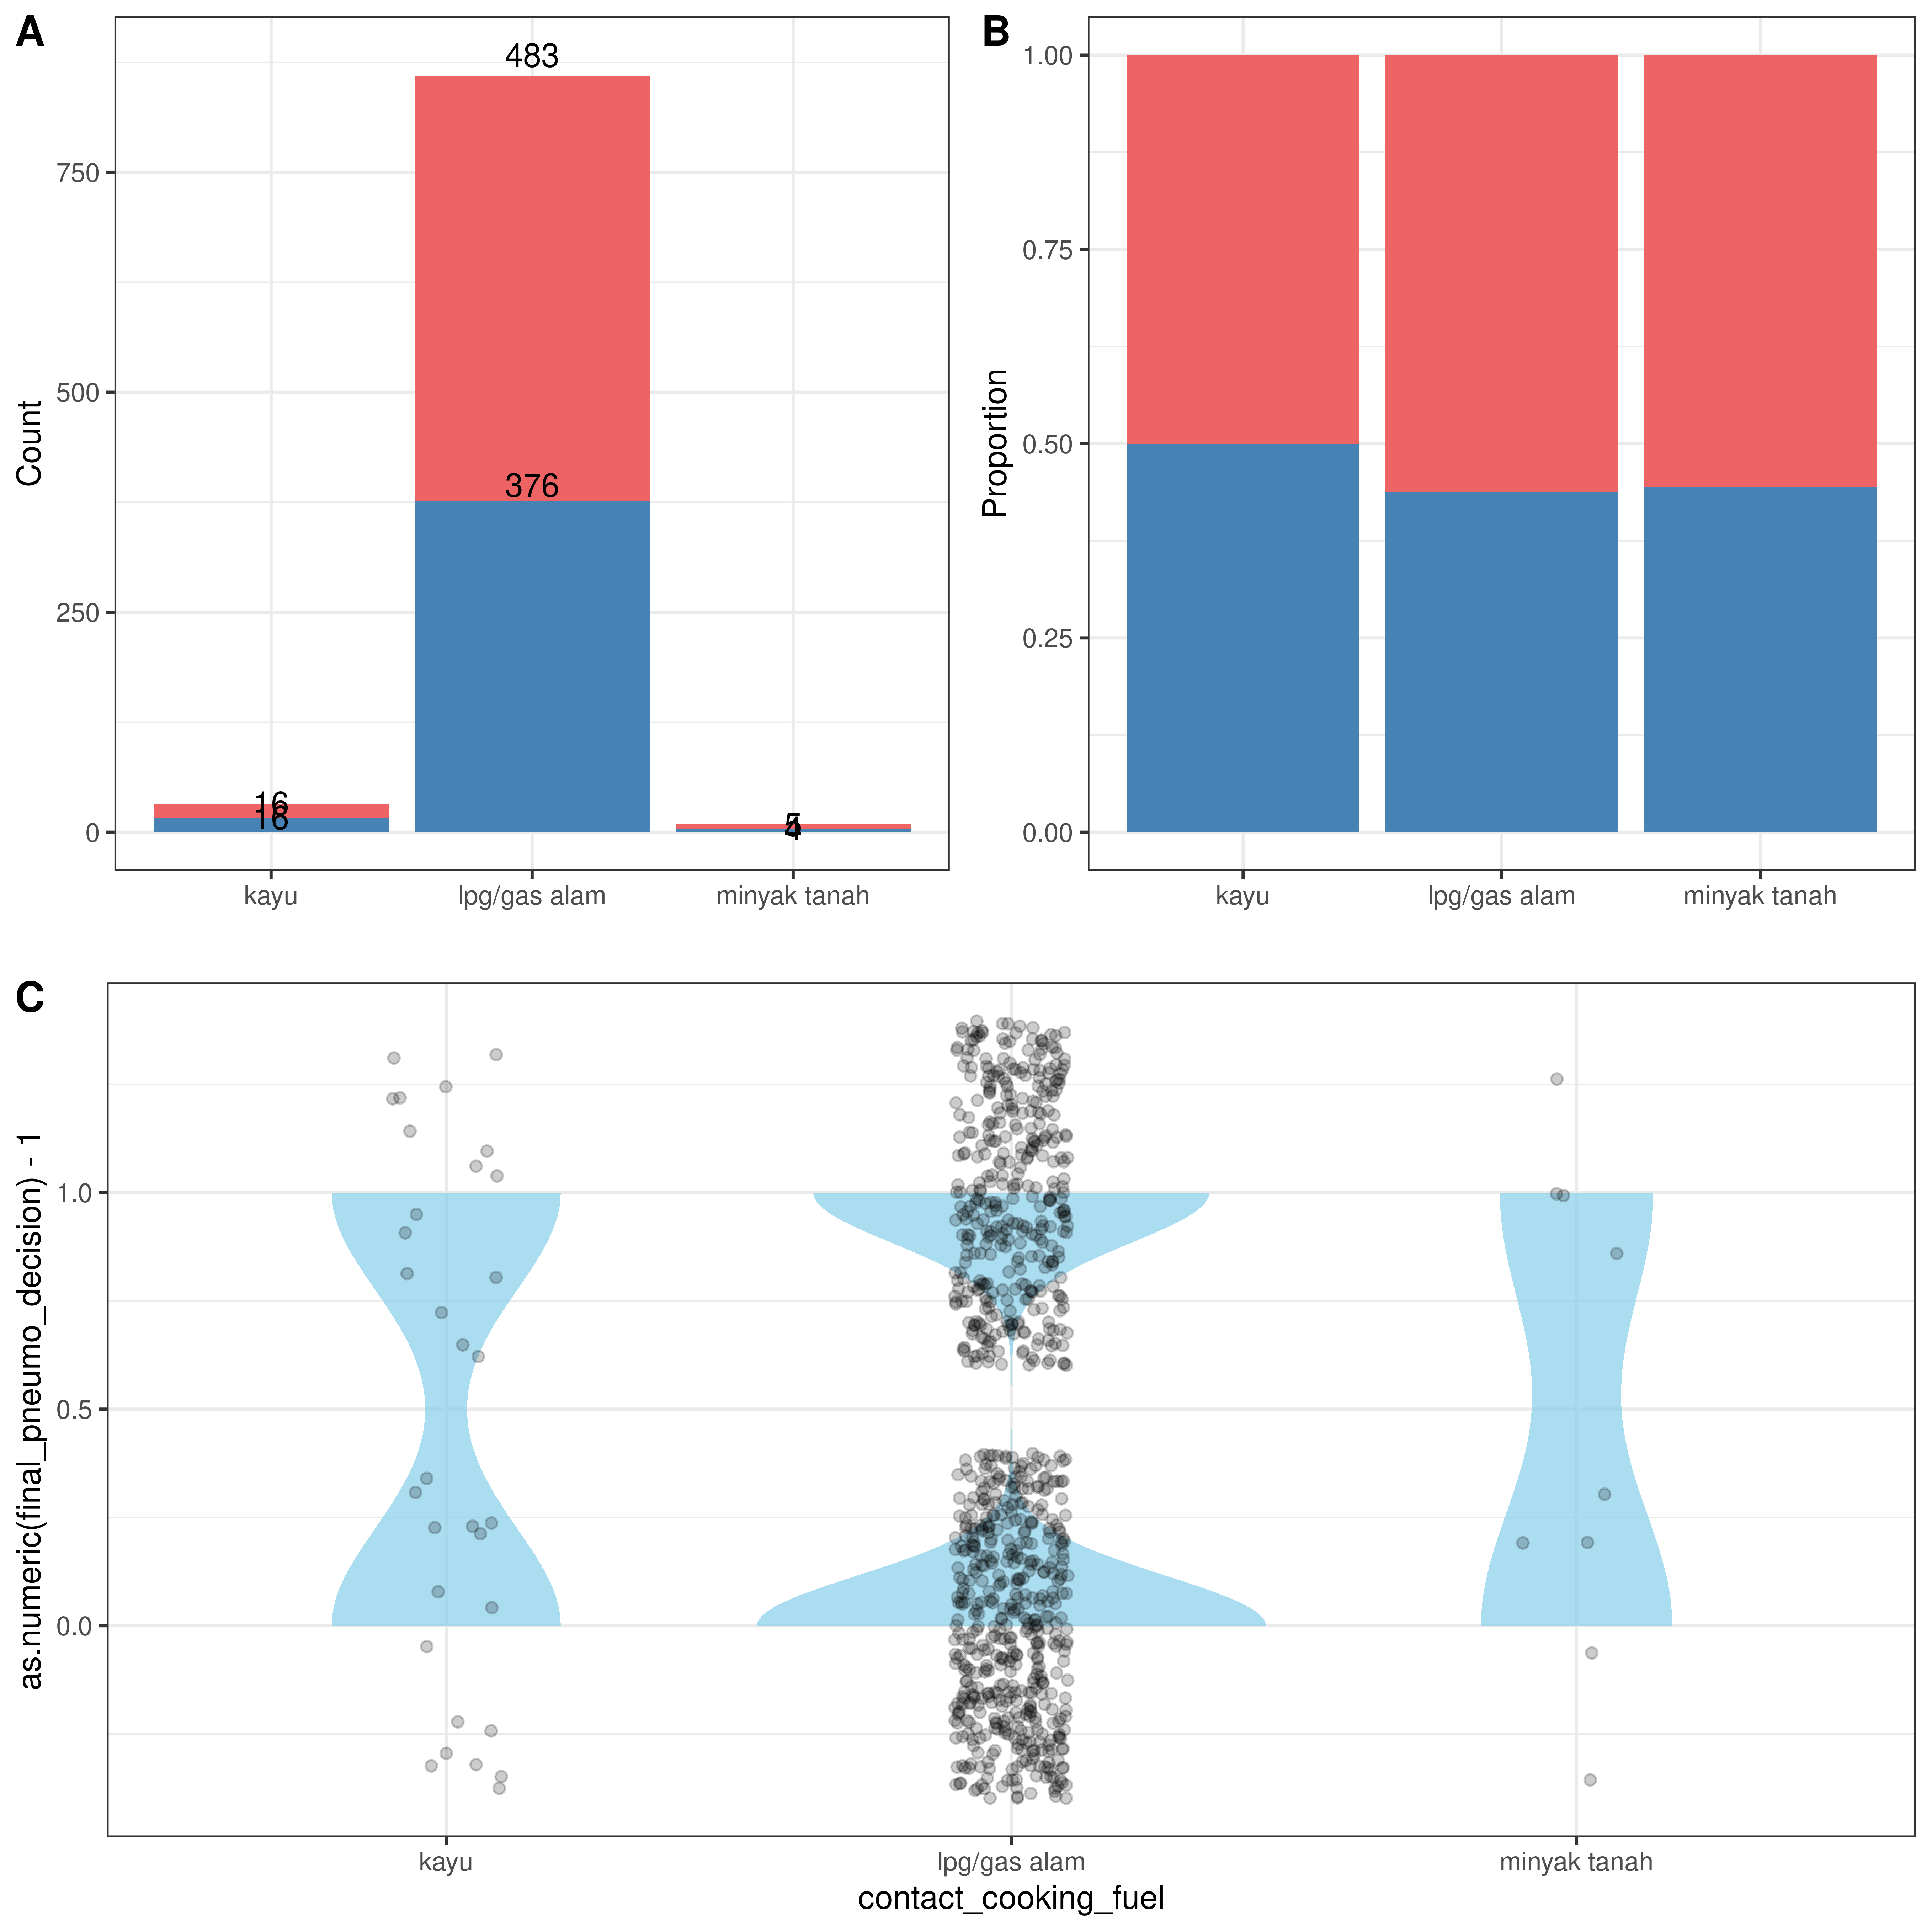 A
Count
750
500
250
0
483
376
16
16
5
4
kayu
lpg/gas alam
minyak tanah
B
Proportion
1.00
0.75
0.50
0.25
0.00
kayu
lpg/gas alam
minyak tanah
C
as.numeric(final_pneumo_decision) - 1
1.0
0.5
0.0
kayu
lpg/gas alam
minyak tanah
contact_cooking_fuel